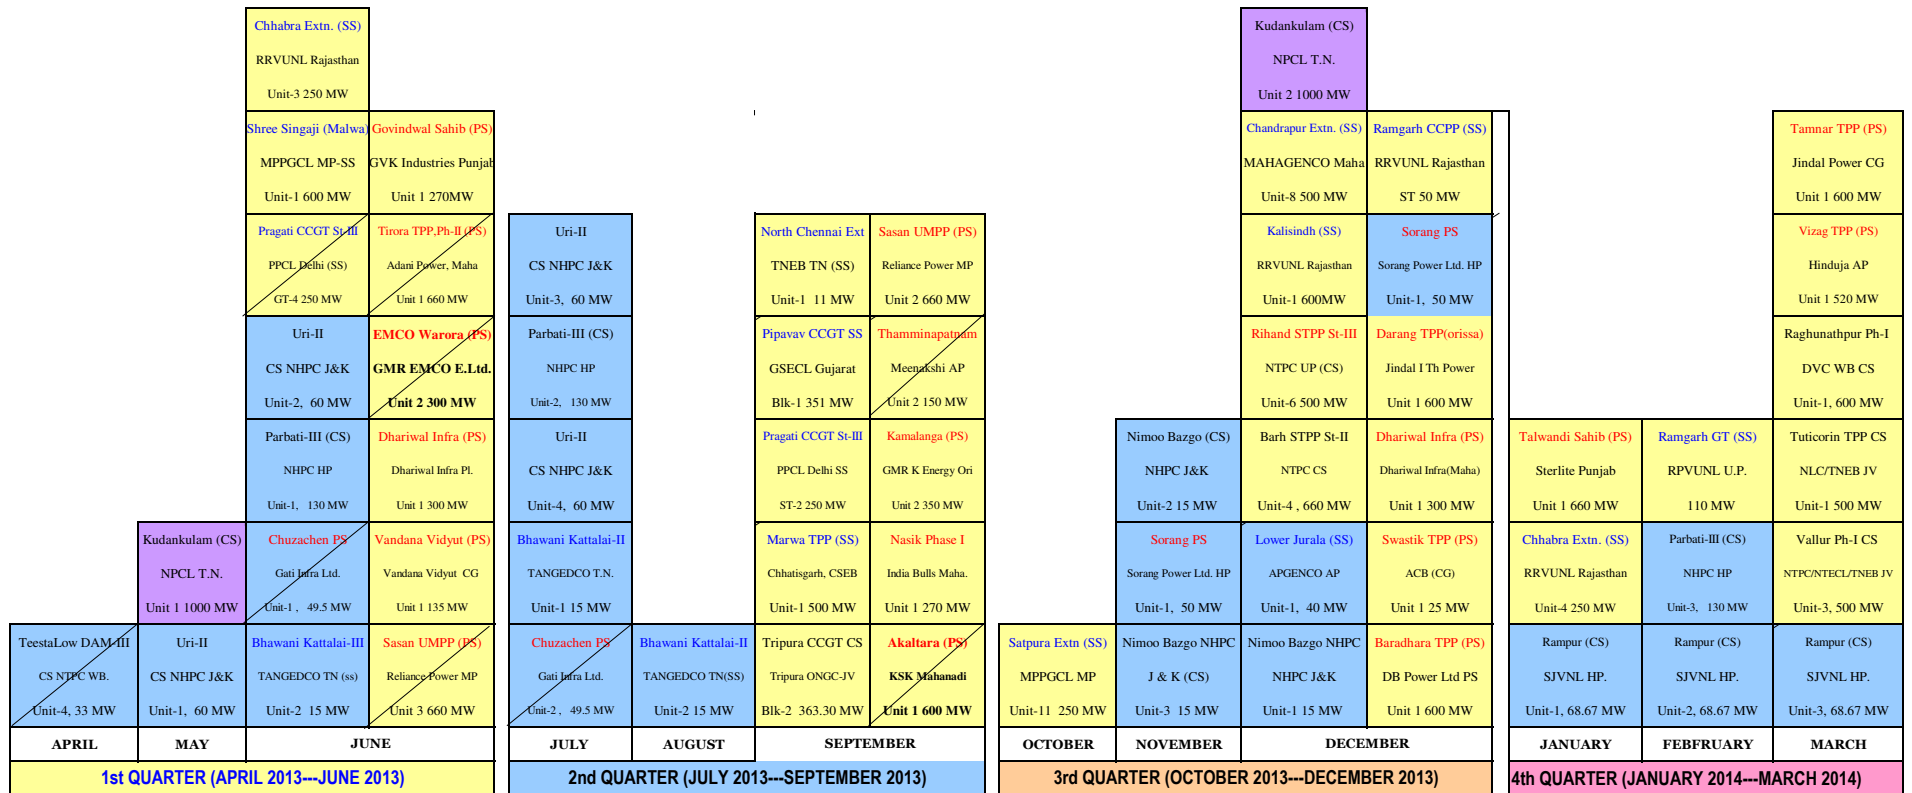 Chhabra Extn. (SS)
RRVUNL Rajasthan
Unit-3 250 MW
Shree Singaji (Malwa)
MPPGCL MP-SS
Unit-1 600 MW
Govindwal Sahib (PS)
GVK Industries Punjab
Unit 1 270MW
Pragati CCGT St-III
PPCL Delhi (SS)
GT-4 250 MW
Tirora TPP,Ph-II (PS)
Adani Power, Maha
Unit 1 660 MW
Uri-II
CS NHPC J&K
Unit-2,  60 MW
EMCO Warora (PS)
GMR EMCO E.Ltd.
Unit 2 300 MW
Parbati-III (CS)
NHPC HP
Unit-1,   130 MW
Dhariwal Infra (PS)
Dhariwal Infra Pl.
Unit 1 300 MW
Kudankulam (CS)
NPCL T.N.
Unit 1 1000 MW
Chuzachen PS
Gati Infra Ltd.
Unit-1 ,   49.5 MW
Vandana Vidyut (PS)
Vandana Vidyut  CG
Unit 1 135 MW
TeestaLow DAM-III
CS NTPC WB.
Unit-4, 33 MW
Uri-II
CS NHPC J&K
Unit-1,  60 MW
Bhawani Kattalai-III
TANGEDCO TN (ss)
Unit-2  15 MW
Sasan UMPP (PS)
Reliance Power MP
Unit 3 660 MW
APRIL
MAY
JUNE
1st QUARTER (APRIL 2013---JUNE 2013)
Uri-II
CS NHPC J&K
Unit-3,  60 MW
Parbati-III (CS)
NHPC HP
Unit-2,   130 MW
Uri-II
CS NHPC J&K
Unit-4,  60 MW
Bhawani Kattalai-II
TANGEDCO T.N.
Unit-1 15 MW
Chuzachen PS
Gati Infra Ltd.
Unit-2 ,   49.5 MW
Bhawani Kattalai-II
TANGEDCO TN(SS)
Unit-2 15 MW
North Chennai Ext
TNEB TN (SS)
Unit-1  11 MW
Sasan UMPP (PS)
Reliance Power MP
Unit 2 660 MW
Pipavav CCGT SS
GSECL Gujarat
Blk-1 351 MW
Thamminapatnam
Meenakshi AP
Unit 2 150 MW
Pragati CCGT St-III
PPCL Delhi SS
ST-2 250 MW
Kamalanga (PS)
GMR K Energy Ori
Unit 2 350 MW
Marwa TPP (SS)
Chhatisgarh, CSEB
Unit-1 500 MW
Nasik Phase I
India Bulls Maha.
Unit 1 270 MW
Tripura CCGT CS
Tripura ONGC-JV
Blk-2  363.30 MW
Akaltara (PS)
KSK Mahanadi
Unit 1 600 MW
JULY
AUGUST
SEPTEMBER
2nd QUARTER (JULY 2013---SEPTEMBER 2013)
Kudankulam (CS)
NPCL T.N.
Unit 2 1000 MW
Chandrapur Extn. (SS)
MAHAGENCO Maha
Unit-8 500 MW
Ramgarh CCPP (SS)
RRVUNL Rajasthan
ST 50 MW
Kalisindh (SS)
RRVUNL Rajasthan
Unit-1 600MW
Sorang PS
Sorang Power Ltd. HP
Unit-1,  50 MW
Rihand STPP St-III
NTPC UP (CS)
Unit-6 500 MW
Darang TPP(orissa)
Jindal I Th Power
Unit 1 600 MW
Nimoo Bazgo (CS)
NHPC J&K
Unit-2 15 MW
Barh STPP St-II
NTPC CS
Unit-4 , 660 MW
Dhariwal Infra (PS)
Dhariwal Infra(Maha)
Unit 1 300 MW
Sorang PS
Sorang Power Ltd. HP
Unit-1,  50 MW
Lower Jurala (SS)
APGENCO AP
Unit-1,  40 MW
Swastik TPP (PS)
ACB (CG)
Unit 1 25 MW
Satpura Extn (SS)
MPPGCL MP
Unit-11  250 MW
Nimoo Bazgo NHPC
J & K (CS)
Unit-3  15 MW
Nimoo Bazgo NHPC
NHPC J&K
Unit-1 15 MW
Baradhara TPP (PS)
DB Power Ltd PS
Unit 1 600 MW
OCTOBER
NOVEMBER
DECEMBER
3rd QUARTER (OCTOBER 2013---DECEMBER 2013)
Tamnar TPP (PS)
Jindal Power CG
Unit 1 600 MW
Vizag TPP (PS)
Hinduja AP
Unit 1 520 MW
Raghunathpur Ph-I
DVC WB CS
Unit-1, 600 MW
Talwandi Sahib (PS)
Sterlite Punjab
Unit 1 660 MW
Ramgarh GT (SS)
RPVUNL U.P.
110 MW
Tuticorin TPP CS
NLC/TNEB JV
Unit-1 500 MW
Chhabra Extn. (SS)
RRVUNL Rajasthan
Unit-4 250 MW
Parbati-III (CS)
NHPC HP
Unit-3,   130 MW
Vallur Ph-I CS
NTPC/NTECL/TNEB JV
Unit-3, 500 MW
Rampur (CS)
SJVNL HP.
Unit-1, 68.67 MW
Rampur (CS)
SJVNL HP.
Unit-2, 68.67 MW
Rampur (CS)
SJVNL HP.
Unit-3, 68.67 MW
JANUARY
FEBFRUARY
MARCH
4th QUARTER (JANUARY 2014---MARCH 2014)